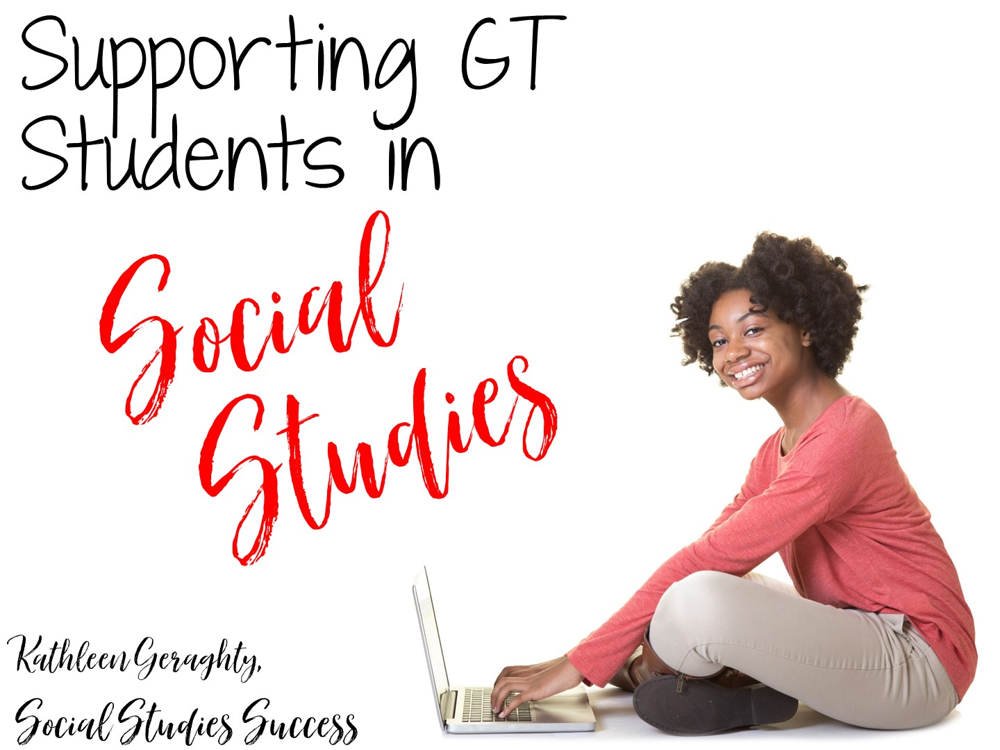 Supporting GT
Students in
Social
Studies
Kathleen Geraghty,
Social Studies Success